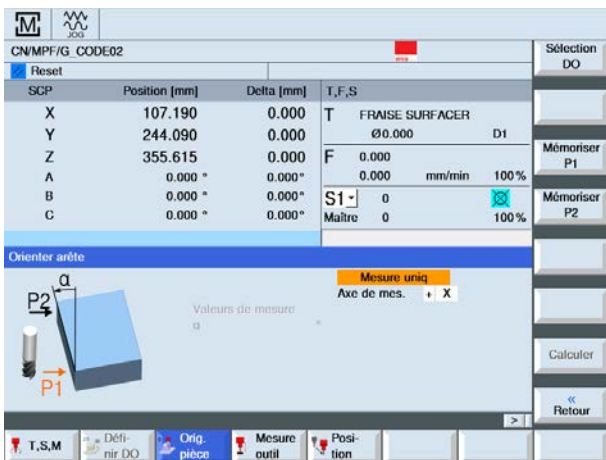 M
JOG
CN/MPF/G_CODE02
Sélection DO
Reset
SCP Position [mm] Delta [mm] T,F,S
X 107.190 0.000 T FRAISE SURFACER
Y 244.090 0.000 Ø0.000 D1
Z 355.615 0.000 F 0.000
A 0.000 ° 0.000° 0.000 mm/min 100%
B 0.000 ° 0.000° S1 0
C 0.000 ° 0.000° Maître 0 100%
Mémoriser P1
Mémoriser P2
Orienter arête
α
P2
P1
Mesure uniq
Axe de mes. + X
Valeurs de mesure
α °
Calculer
«
Retour
>
T,S,M
Défi-
nir DO
Orig.
pièce
Mesure
outil
Posi-
tion